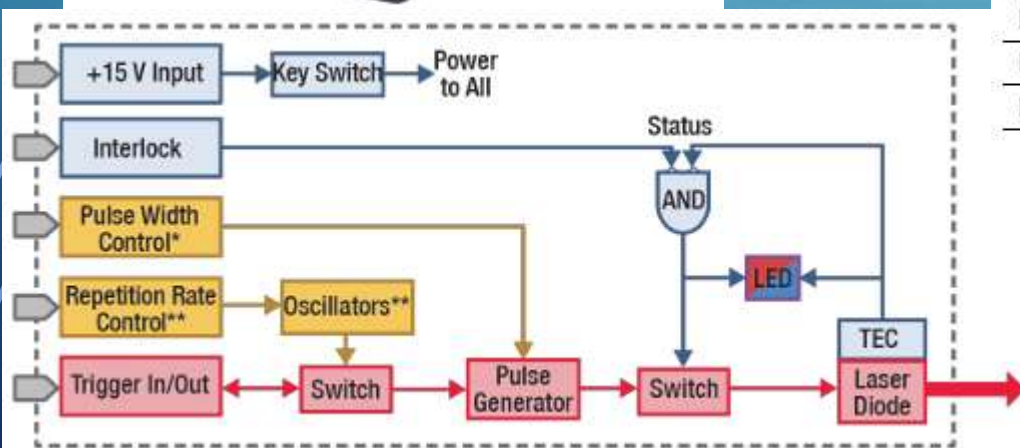 +15 V Input
Key Switch
Power
to All
Interlock
Status
AND
Pulse Width
Control*
LED
Repetition Rate
Control**
Oscillators**
TEC
Trigger In/Out
Switch
Pulse
Generator
Switch
Laser
Diode